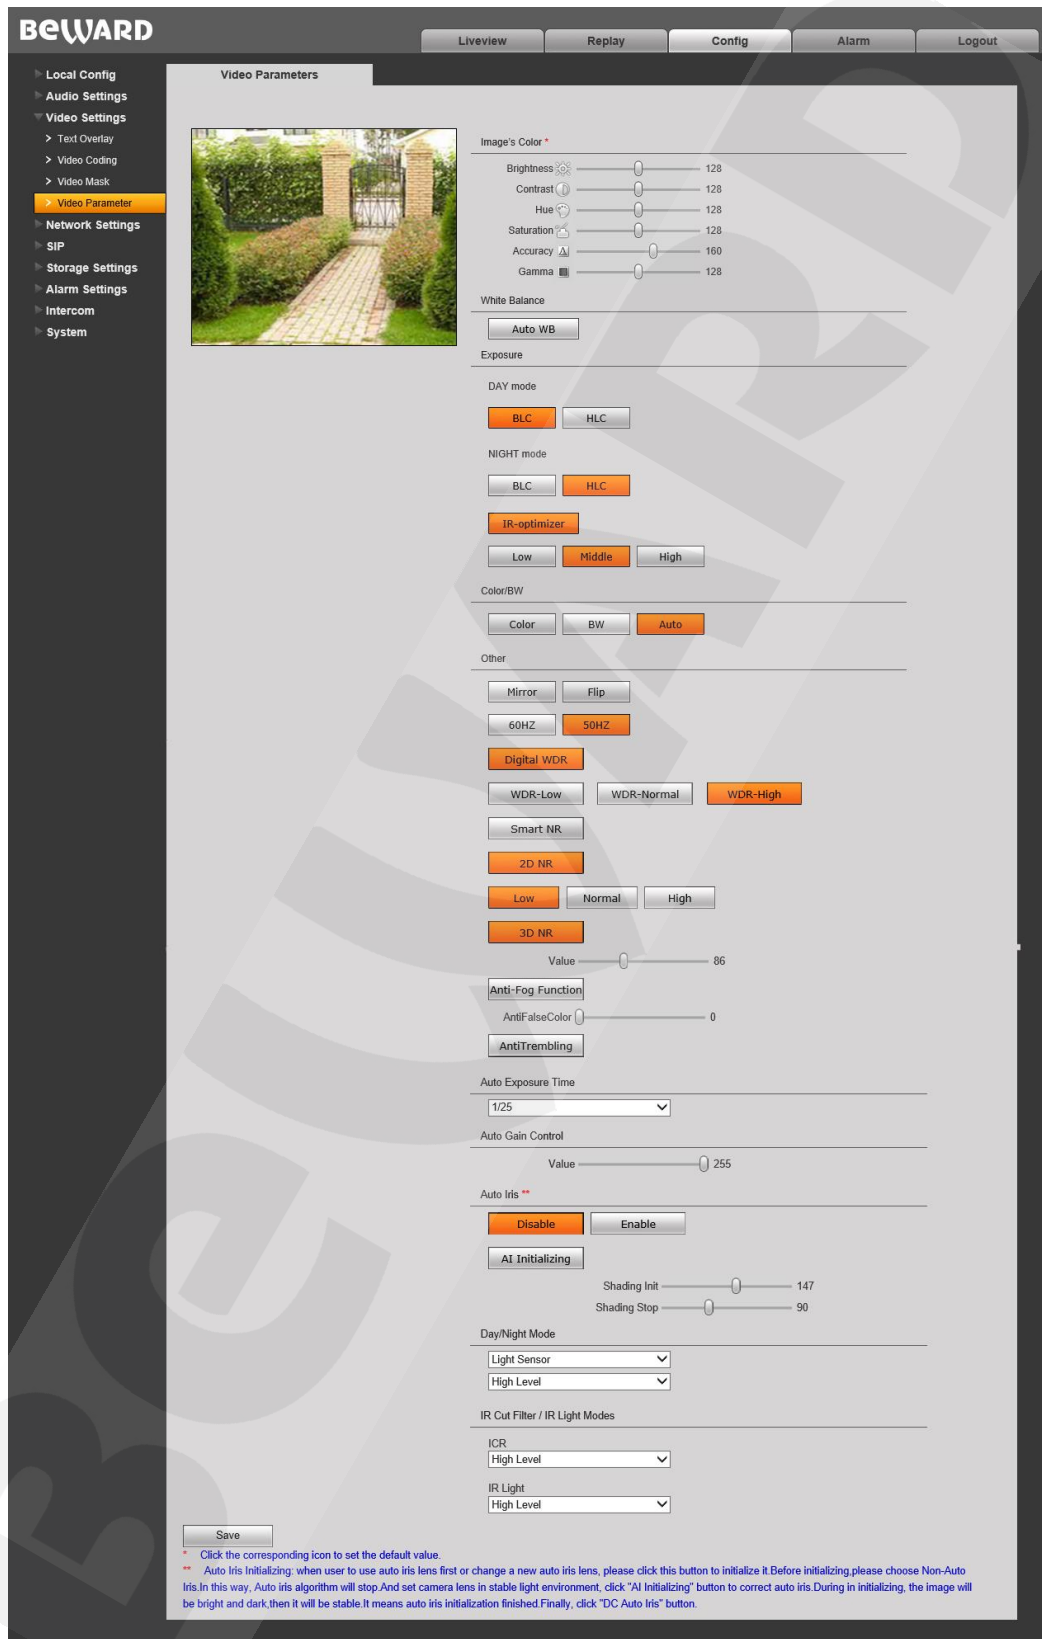 BEWARD
Liveview Replay Config Alarm Logout
Local Config
Audio Settings
Video Settings
Text Overlay
Video Coding
Video Mask
Video Parameter
Network Settings
SIP
Storage Settings
Alarm Settings
Intercom
System
Video Parameters
Image's Color *
Brightness 128
Contrast 128
Hue 128
Saturation 128
Accuracy 160
Gamma 128
White Balance
Auto WB
Exposure
DAY mode
BLC HLC
NIGHT mode
BLC HLC
IR-optimizer
Low Middle High
Color/BW
Color BW Auto
Other
Mirror Flip
60HZ 50HZ
Digital WDR
WDR-Low WDR-Normal WDR-High
Smart NR
2D NR
Low Normal High
3D NR
Value 86
Anti-Fog Function
AntiFalseColor 0
AntiTrembling
Auto Exposure Time
1/25
Auto Gain Control
Value 255
Auto Iris **
Disable Enable
AI Initializing
Shading Init 147
Shading Stop 90
Day/Night Mode
Light Sensor
High Level
IR Cut Filter / IR Light Modes
ICR
High Level
IR Light
High Level
Save
* Click the corresponding icon to set the default value.
** Auto Iris Initializing: when user to use auto iris lens first or change a new auto iris lens, please click this button to initialize it.Before initializing,please choose Non-Auto
Iris.In this way, Auto iris algorithm will stop.And set camera lens in stable light environment, click "AI Initializing" button to correct auto iris.During in initializing, the image will
be bright and dark,then it will be stable.It means auto iris initialization finished.Finally, click "DC Auto Iris" button.
BEWARD